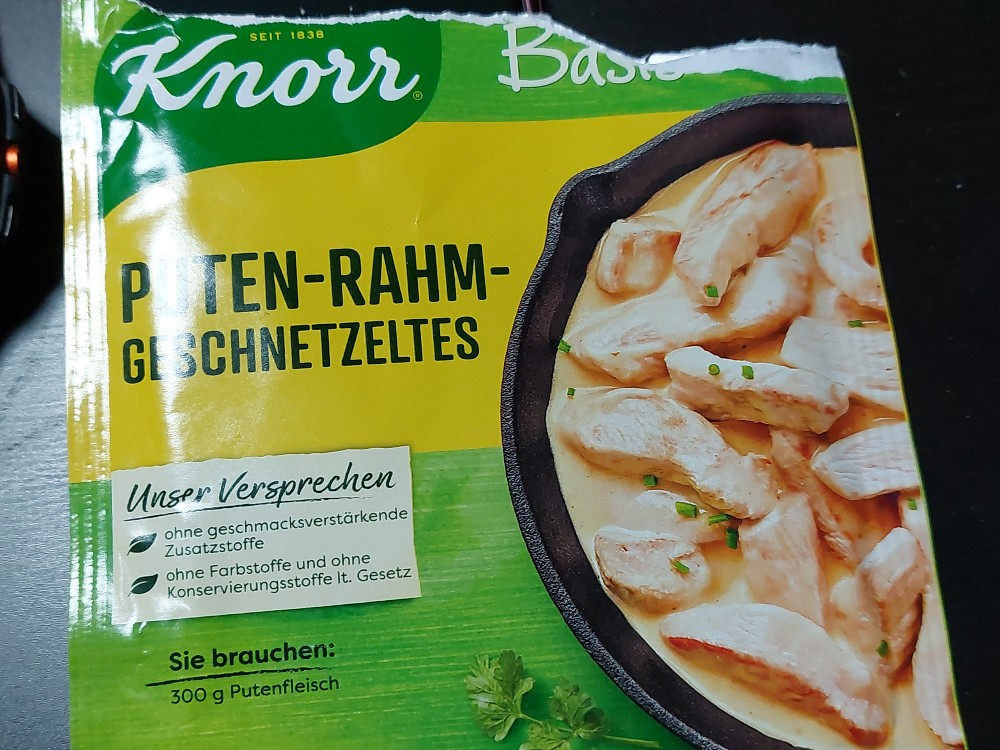 SEIT 1838
Knorr®
Basis
PUTEN-RAHM-
GESCHNETZELTES
Unser Versprechen
ohne geschmacksverstärkende
Zusatzstoffe
ohne Farbstoffe und ohne
Konservierungsstoffe lt. Gesetz
Sie brauchen:
300 g Putenfleisch